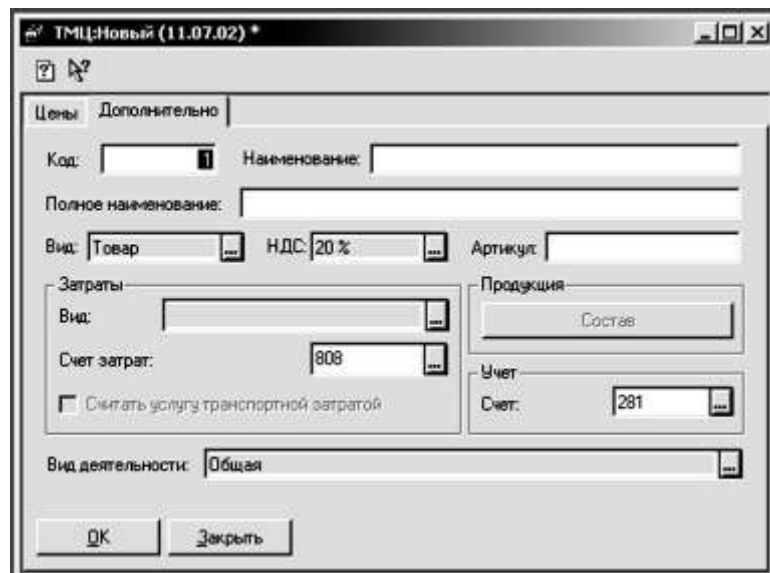 ТМЦ:Новый (11.07.02) *
Цены Дополнительно
Код: 1 Наименование:
Полное наименование:
Вид: Товар ... НДС: 20 % ... Артикул:
Затраты Продукция
Вид: ... Состав
Счет затрат: 808 ... Учет
Считать услугу транспортной затратой Счет: 281 ...
Вид деятельности: Общая ...
OK Закрыть